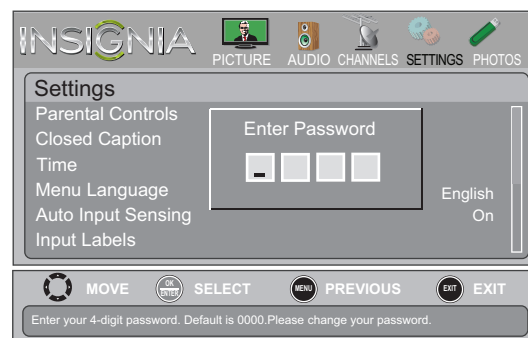 INSIGNIA
PICTURE AUDIO CHANNELS SETTINGS PHOTOS
Settings
Parental Controls
Closed Caption
Time
Menu Language English
Auto Input Sensing On
Input Labels
Enter Password
MOVE OK ENTER SELECT MENU PREVIOUS EXIT EXIT
Enter your 4-digit password. Default is 0000.Please change your password.